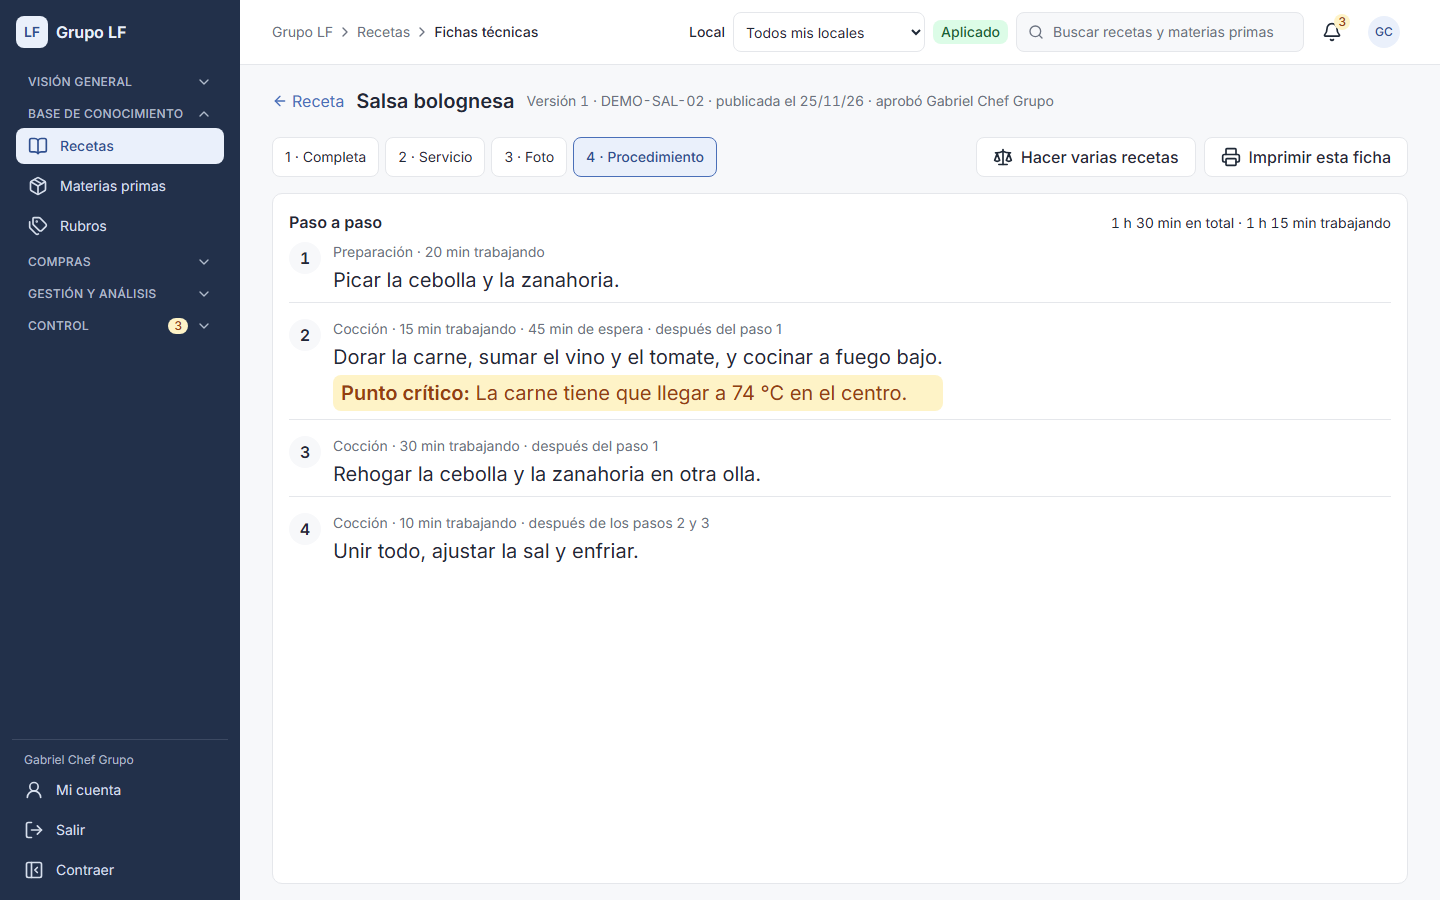 LF Grupo LF
VISIÓN GENERAL
BASE DE CONOCIMIENTO
Recetas
Materias primas
Rubros
COMPRAS
GESTIÓN Y ANÁLISIS
CONTROL 3
Gabriel Chef Grupo
Mi cuenta
Salir
Contraer
Grupo LF > Recetas > Fichas técnicas
Local Todos mis locales Aplicado Buscar recetas y materias primas 3 GC
← Receta Salsa bolognesa Versión 1 · DEMO-SAL-02 · publicada el 25/11/26 · aprobó Gabriel Chef Grupo
1 · Completa 2 · Servicio 3 · Foto 4 · Procedimiento Hacer varias recetas Imprimir esta ficha
Paso a paso 1 h 30 min en total · 1 h 15 min trabajando
1 Preparación · 20 min trabajando
Picar la cebolla y la zanahoria.
2 Cocción · 15 min trabajando · 45 min de espera · después del paso 1
Dorar la carne, sumar el vino y el tomate, y cocinar a fuego bajo.
Punto crítico: La carne tiene que llegar a 74 °C en el centro.
3 Cocción · 30 min trabajando · después del paso 1
Rehogar la cebolla y la zanahoria en otra olla.
4 Cocción · 10 min trabajando · después de los pasos 2 y 3
Unir todo, ajustar la sal y enfriar.